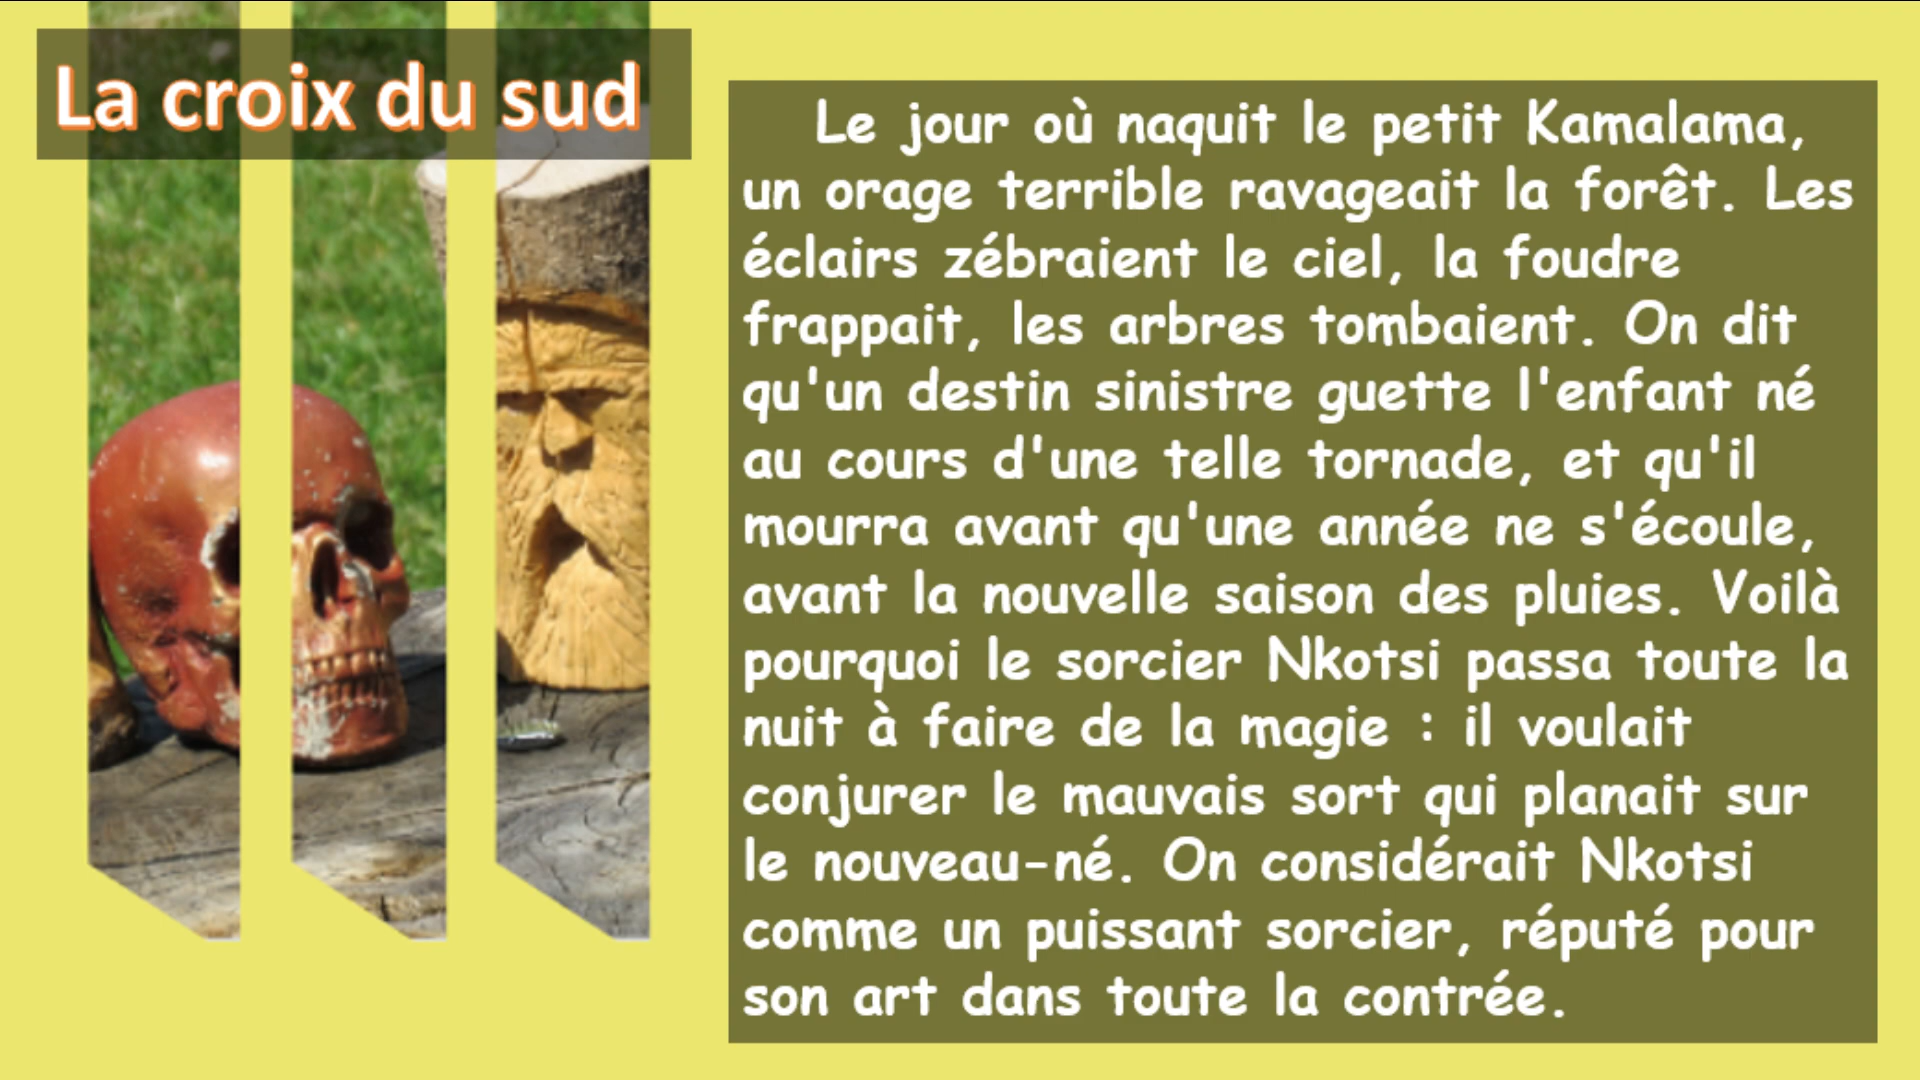 La croix du sud
Le jour où naquit le petit Kamalama,
un orage terrible ravageait la forêt. Les
éclairs zébraient le ciel, la foudre
frappait, les arbres tombaient. On dit
qu'un destin sinistre guette l'enfant né
au cours d'une telle tornade, et qu'il
mourra avant qu'une année ne s'écoule,
avant la nouvelle saison des pluies. Voilà
pourquoi le sorcier Nkotsi passa toute la
nuit à faire de la magie : il voulait
conjurer le mauvais sort qui planait sur
le nouveau-né. On considérait Nkotsi
comme un puissant sorcier, réputé pour
son art dans toute la contrée.